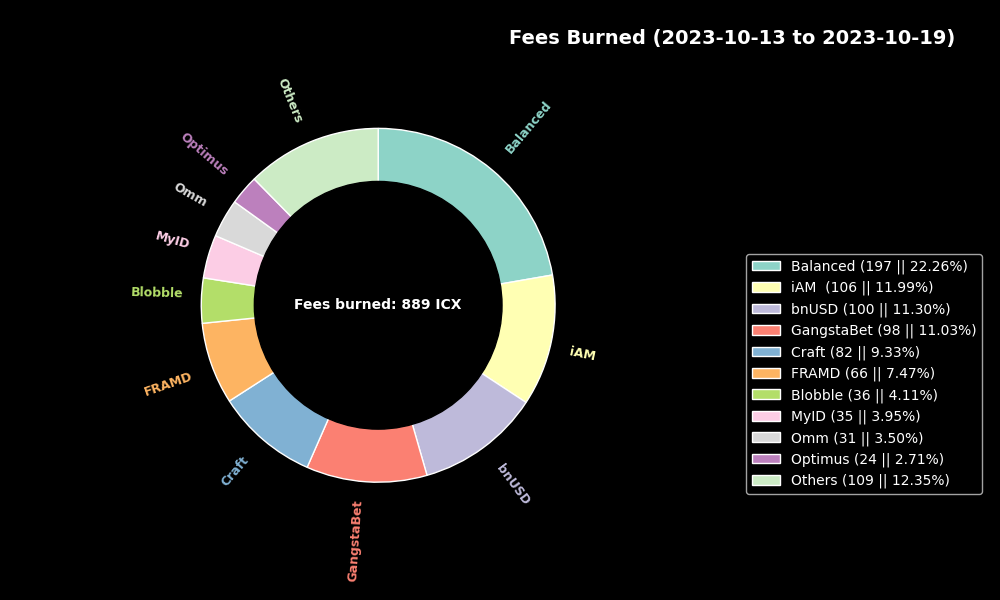 Fees Burned (2023-10-13 to 2023-10-19)
Others
Balanced
Optimus
Omm
MyID
Blobble
Fees burned: 889 ICX
iAM
FRAMD
Craft
bnUSD
GangstaBet
Balanced (197 || 22.26%)
iAM  (106 || 11.99%)
bnUSD (100 || 11.30%)
GangstaBet (98 || 11.03%)
Craft (82 || 9.33%)
FRAMD (66 || 7.47%)
Blobble (36 || 4.11%)
MyID (35 || 3.95%)
Omm (31 || 3.50%)
Optimus (24 || 2.71%)
Others (109 || 12.35%)